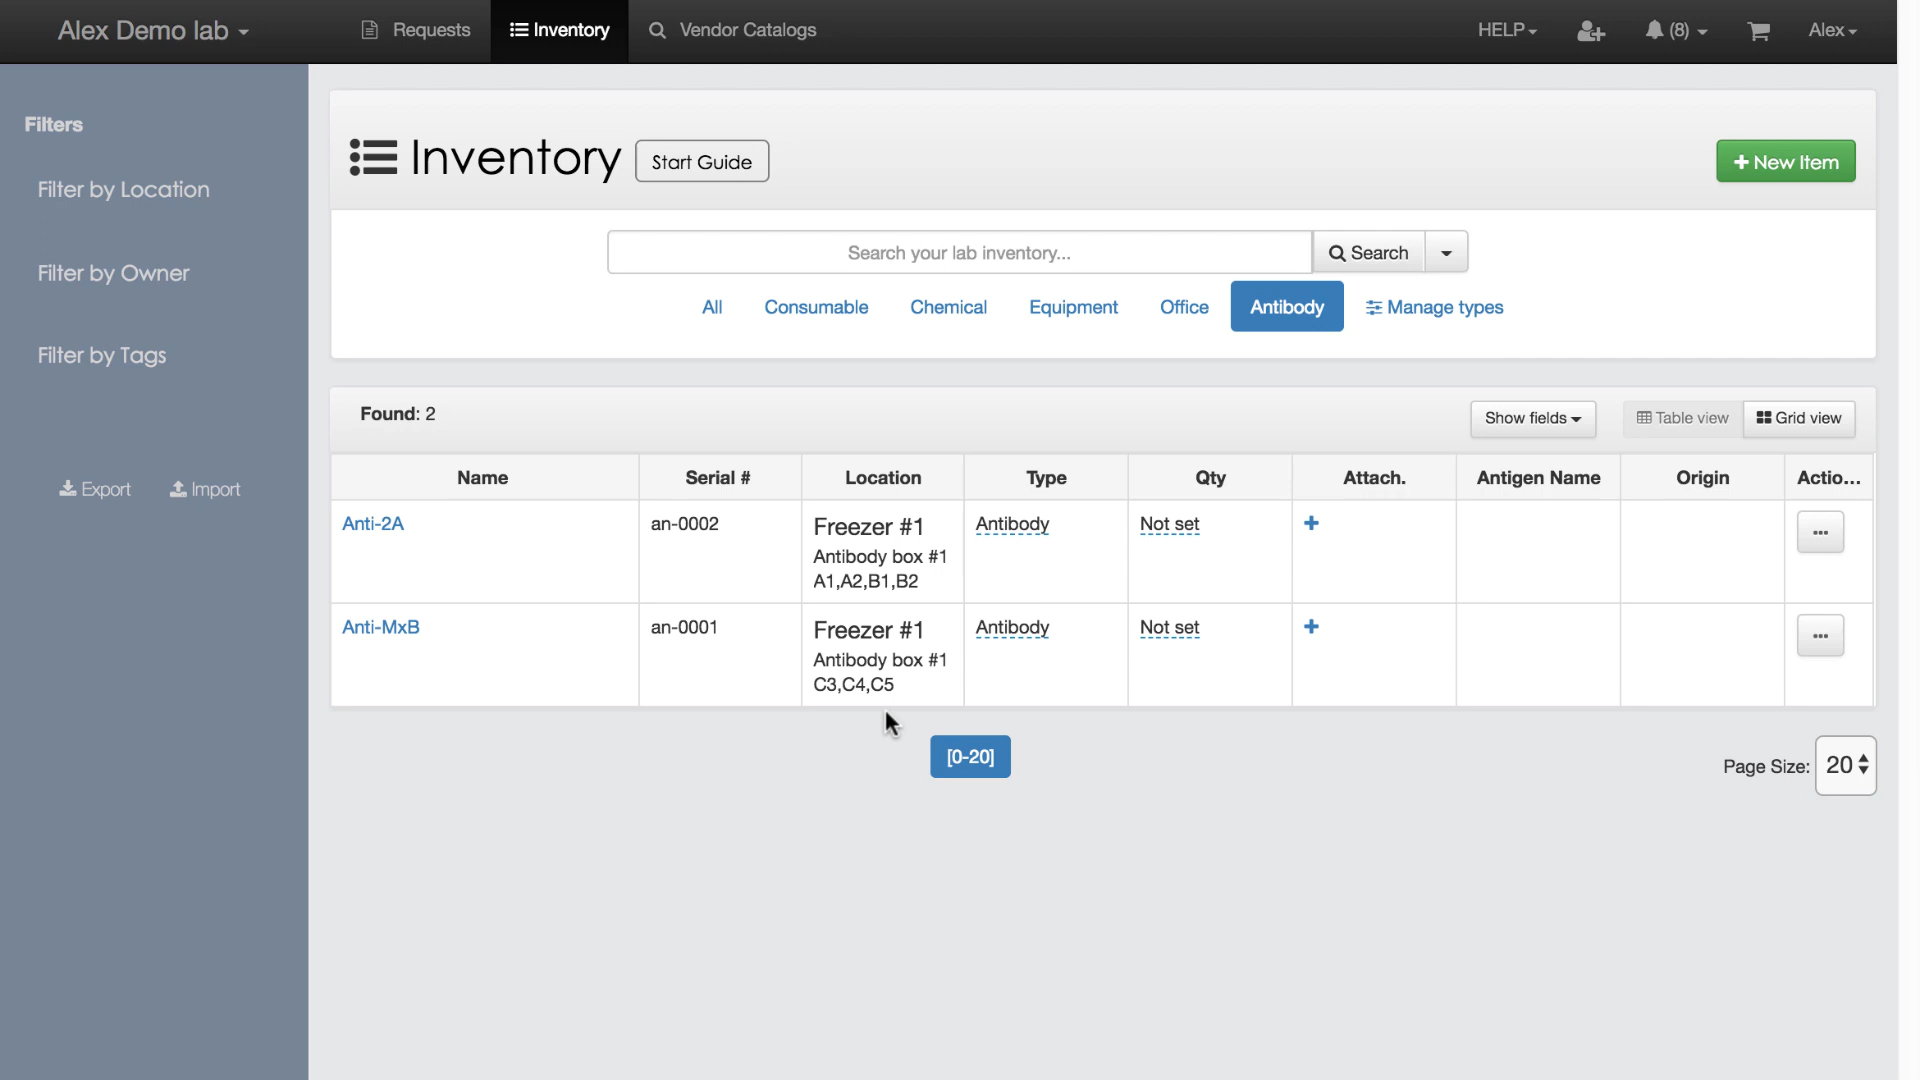 Alex Demo lab
Requests
Inventory
Vendor Catalogs
HELP
(8)
Alex
Filters
Filter by Location
Filter by Owner
Filter by Tags
Export
Import
Inventory
Start Guide
New Item
Search your lab inventory...
Search
All
Consumable
Chemical
Equipment
Office
Antibody
Manage types
Found: 2
Show fields
Table view
Grid view
Name
Serial #
Location
Type
Qty
Attach.
Antigen Name
Origin
Actio...
Anti-2A
an-0002
Freezer #1
Antibody box #1
A1,A2,B1,B2
Antibody
Not set
Anti-MxB
an-0001
Freezer #1
Antibody box #1
C3,C4,C5
Antibody
Not set
[0-20]
Page Size:
20